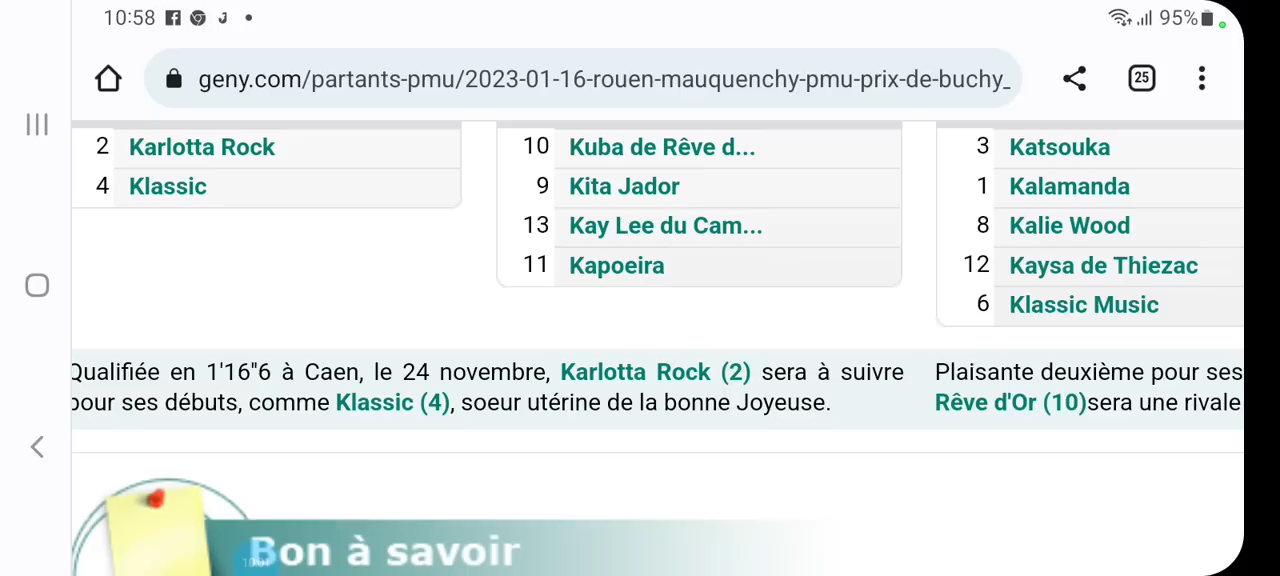 10:58 95%
geny.com/partants-pmu/2023-01-16-rouen-mauquenchy-pmu-prix-de-buchy_ 25
2 Karlotta Rock 10 Kuba de Rêve d... 3 Katsouka
4 Klassic 9 Kita Jador 1 Kalamanda
13 Kay Lee du Cam... 8 Kalie Wood
11 Kapoeira 12 Kaysa de Thiezac
6 Klassic Music
Qualifiée en 1'16"6 à Caen, le 24 novembre, Karlotta Rock (2) sera à suivre
pour ses débuts, comme Klassic (4), soeur utérine de la bonne Joyeuse.
Plaisante deuxième pour ses
Rêve d'Or (10)sera une rivale
Bon à savoir